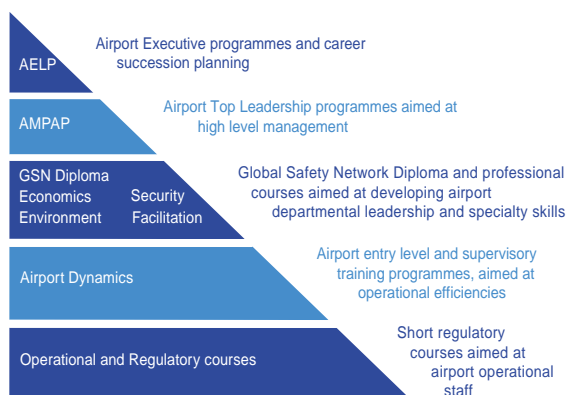 AELP
Airport Executive programmes and career
succession planning
AMPAP
Airport Top Leadership programmes aimed at
high level management
GSN Diploma
Economics Security
Environment Facilitation
Global Safety Network Diploma and professional
courses aimed at developing airport
departmental leadership and specialty skills
Airport Dynamics
Airport entry level and supervisory
training programmes, aimed at
operational efficiencies
Operational and Regulatory courses
Short regulatory
courses aimed at
airport operational
staff